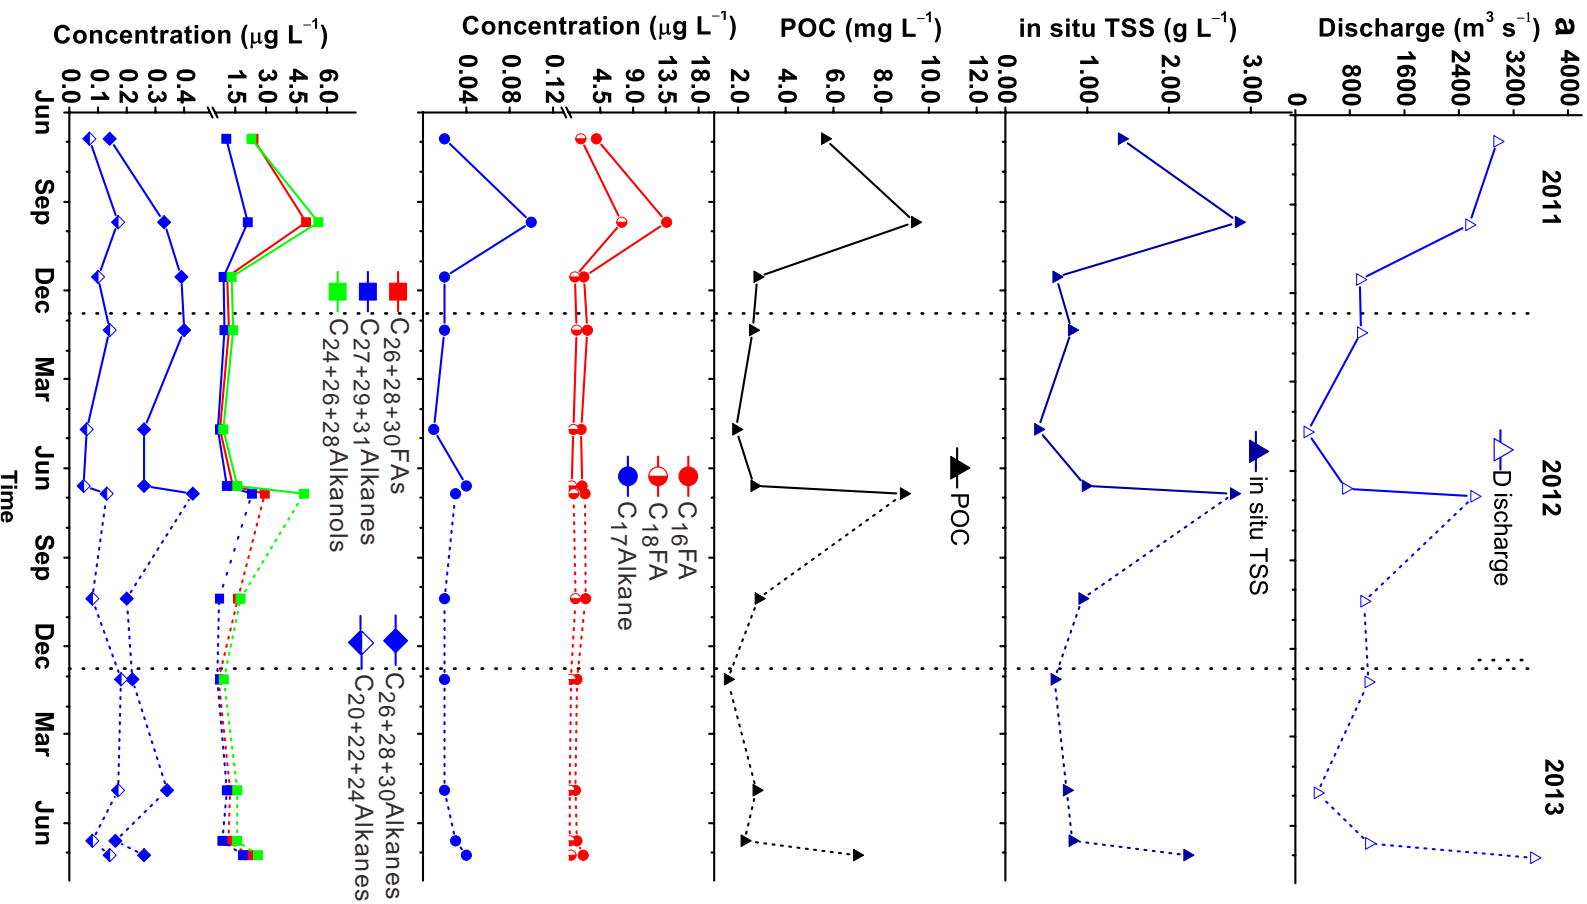 a
2011
2012
2013
Discharge (m³ s⁻¹)
4000
3200
2400
1600
800
0
Discharge
in situ TSS (g L⁻¹)
3.00
2.00
1.00
0.00
in situ TSS
POC (mg L⁻¹)
12.0
10.0
8.0
6.0
4.0
2.0
POC
Concentration (μg L⁻¹)
18.0
13.5
9.0
4.5
0.12
0.08
0.04
C16FA
C18FA
C17Alkane
Concentration (μg L⁻¹)
6.0
4.5
3.0
1.5
0.4
0.3
0.2
0.1
0.0
C26+28+30FAs
C27+29+31Alkanes
C24+26+28Alkanols
C26+28+30Alkanes
C20+22+24Alkanes
Jun
Sep
Dec
Mar
Jun
Sep
Dec
Mar
Jun
Time